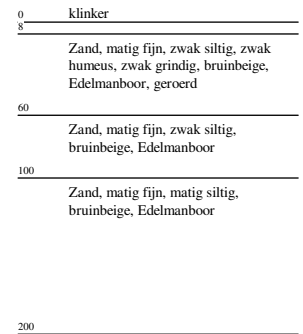 0 klinker
8
Zand, matig fijn, zwak siltig, zwak
humeus, zwak grindig, bruinbeige,
Edelmanboor, geroerd
60
Zand, matig fijn, zwak siltig,
bruinbeige, Edelmanboor
100
Zand, matig fijn, matig siltig,
bruinbeige, Edelmanboor
200